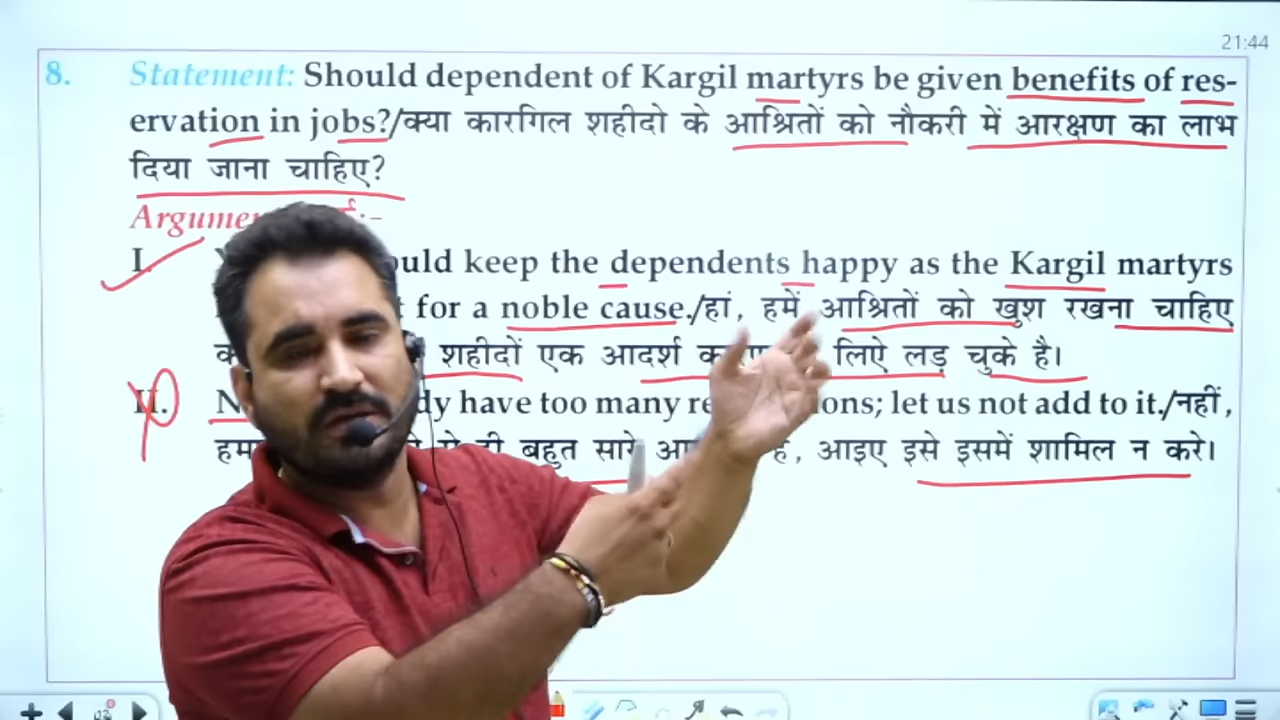 21:44
8. Statement: Should dependent of Kargil martyrs be given benefits of res-
ervation in jobs?/क्या कारगिल शहीदो के आश्रितों को नौकरी में आरक्षण का लाभ
दिया जाना चाहिए?
Argume :-
I. ould keep the dependents happy as the Kargil martyrs
for a noble cause./हां, हमें आश्रितों को खुश रखना चाहिए
शहीदों एक आदर्श लिऐ लड़ चुके है।
II. N dy have too many re ons; let us not add to it./नहीं,
हम ही बहुत सारे है, आइए इसे इसमें शामिल न करे।